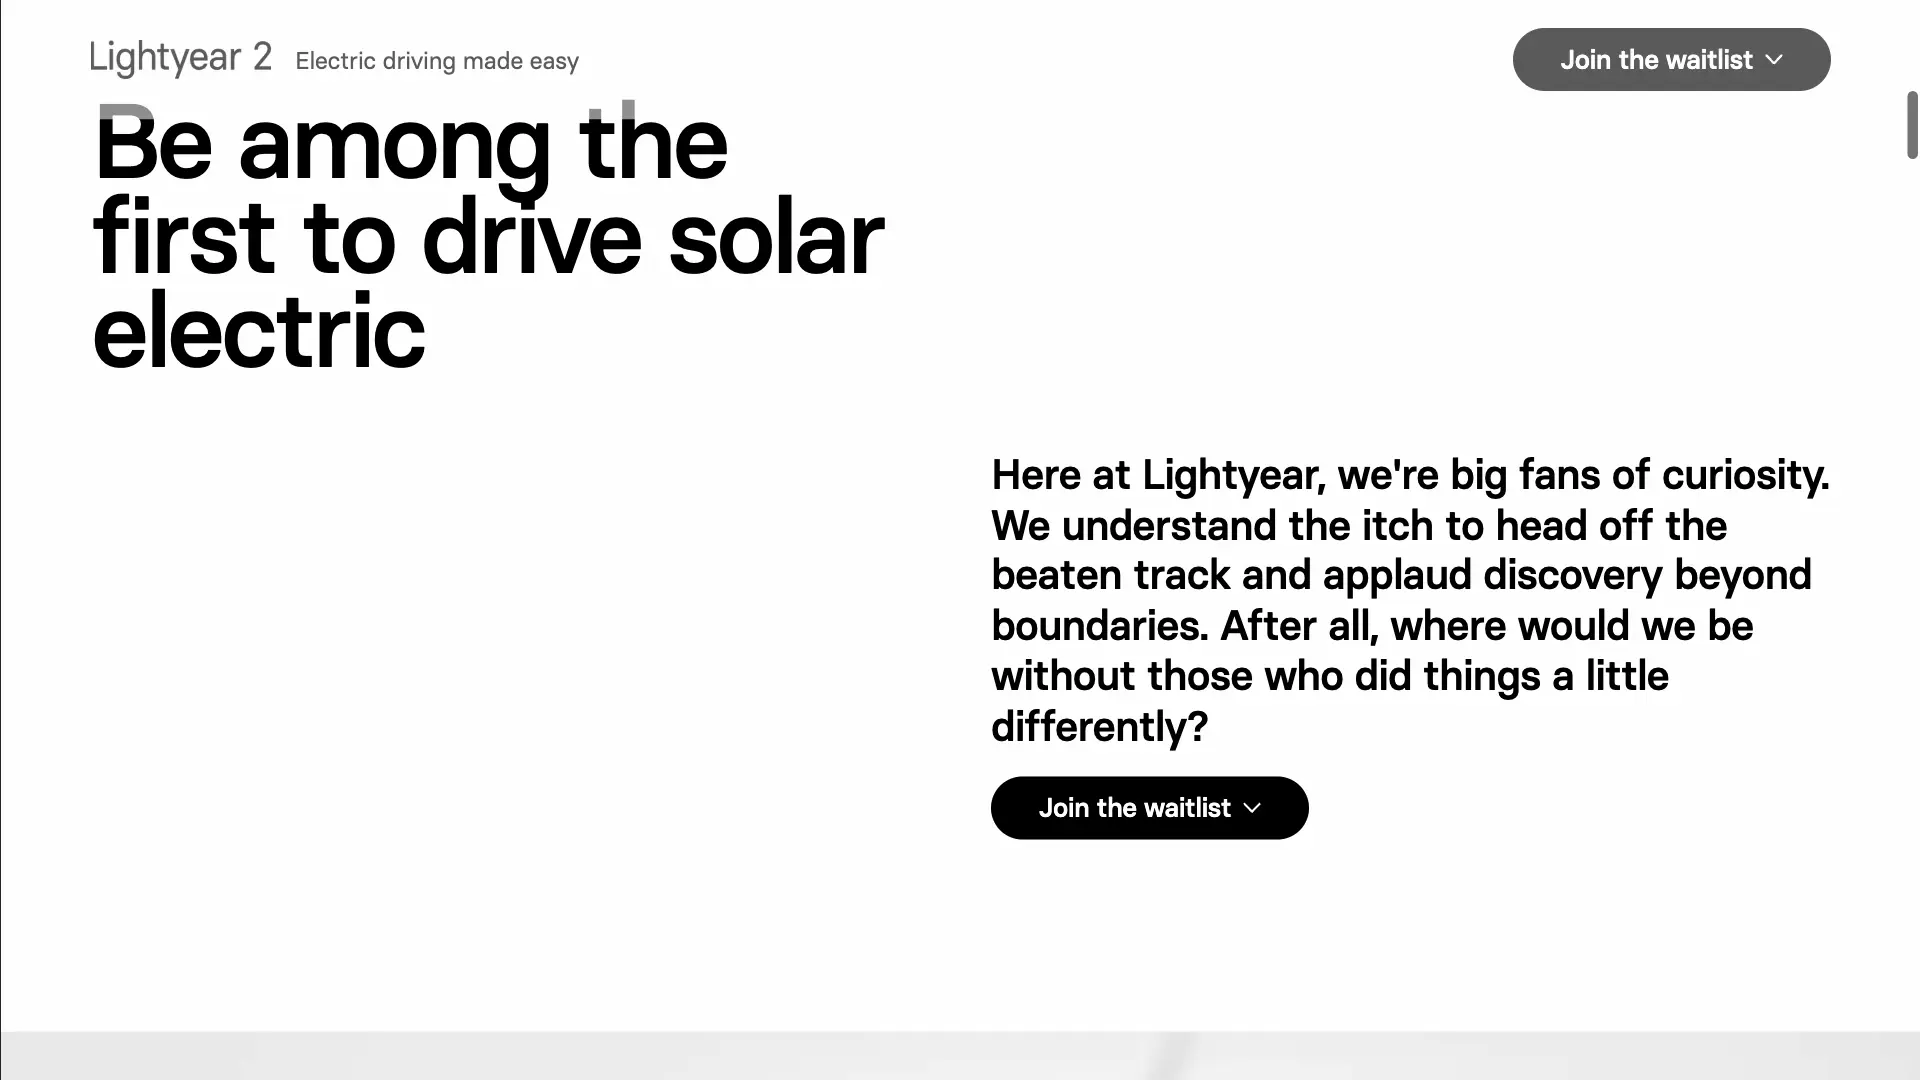 Lightyear 2 Electric driving made easy
Join the waitlist
Be among the
first to drive solar
electric
Here at Lightyear, we're big fans of curiosity.
We understand the itch to head off the
beaten track and applaud discovery beyond
boundaries. After all, where would we be
without those who did things a little
differently?
Join the waitlist